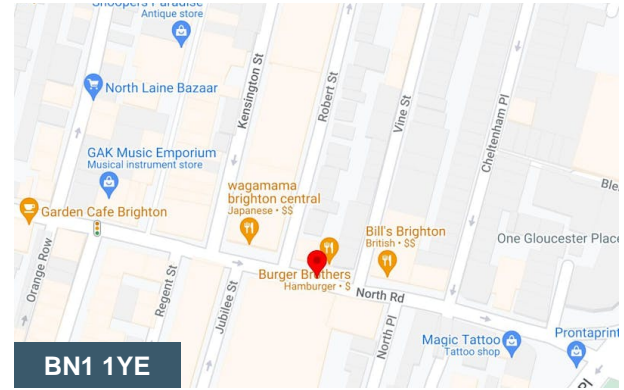 Snoopers Paradise
Antique store
North Laine Bazaar
Kensington St
Robert St
Vine St
Cheltenham Pl
GAK Music Emporium
Musical instrument store
wagamama
brighton central
Japanese • $$
Garden Cafe Brighton
Bill's Brighton
British • $$
One Gloucester Place
Orange Row
Regent St
Jubilee St
Burger Brothers
Hamburger • $
North Rd
North Pl
Magic Tattoo
Tattoo shop
Prontaprint
Pl
BN1 1YE